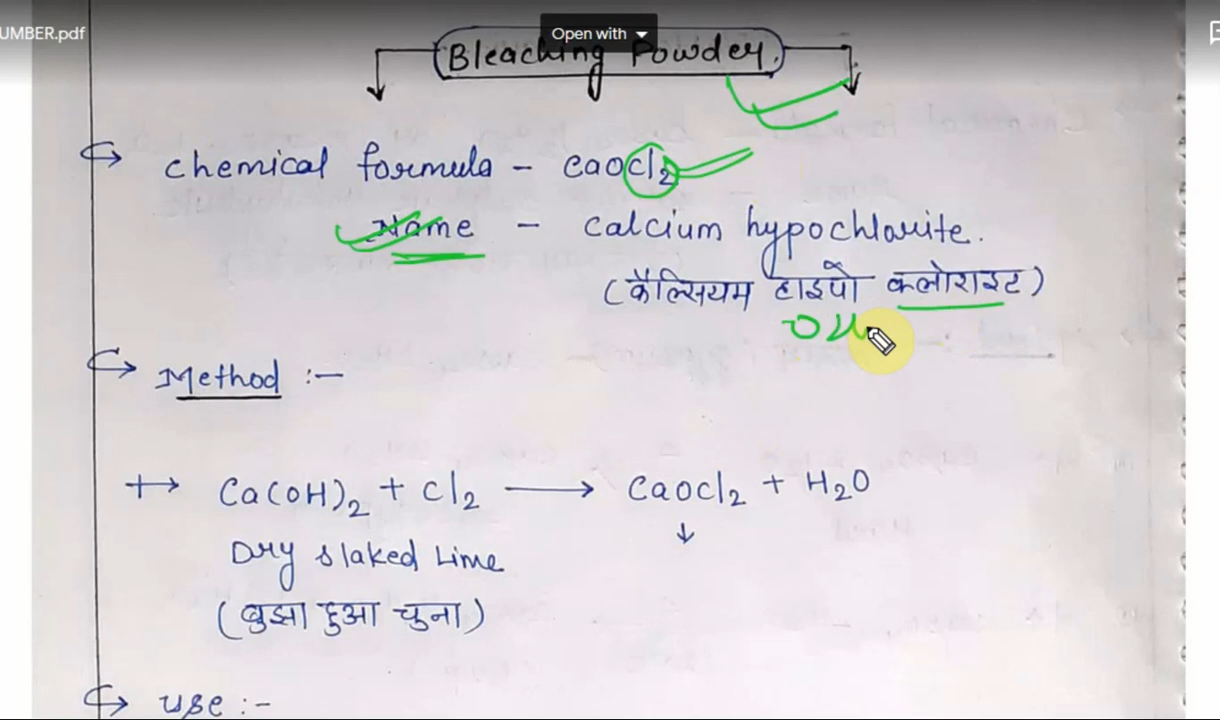 UMBER.pdf
Open with
Bleaching Powder.
Chemical formula - CaOCl2
Name - Calcium hypochlorite.
(कैल्सियम हाइपो क्लोराइट)
Method :-
Ca(OH)2 + Cl2 → CaOCl2 + H2O
↓
Dry slaked Lime
(बुझा हुआ चुना)
use :-